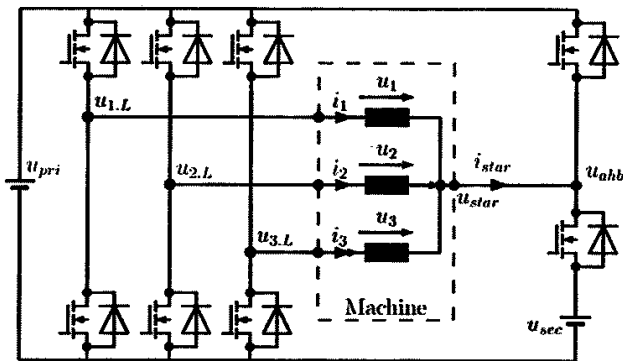 u1.L
u1
i1
upri
u2.L
u2
i2
istar
uahb
ustar
u3.L
u3
i3
Machine
usec